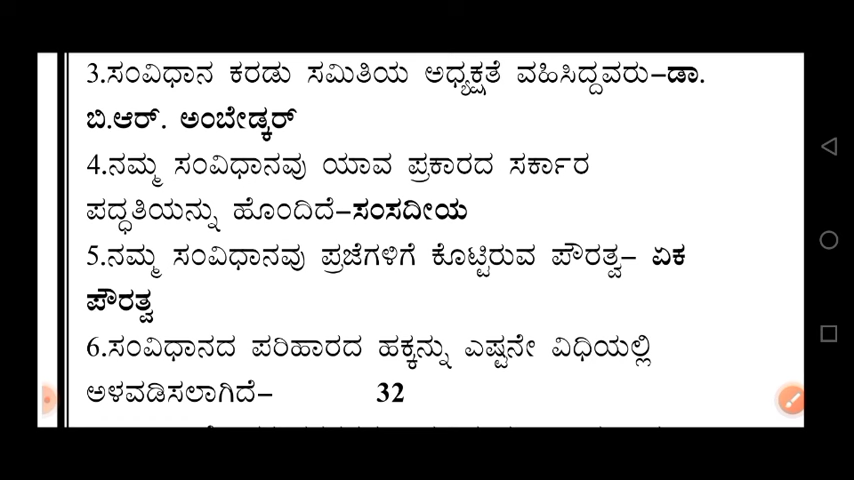 3.ಸಂವಿಧಾನ ಕರಡು ಸಮಿತಿಯ ಅಧ್ಯಕ್ಷತೆ ವಹಿಸಿದ್ದವರು–ಡಾ.
ಬಿ.ಆರ್. ಅಂಬೇಡ್ಕರ್
4.ನಮ್ಮ ಸಂವಿಧಾನವು ಯಾವ ಪ್ರಕಾರದ ಸರ್ಕಾರ
ಪದ್ಧತಿಯನ್ನು ಹೊಂದಿದೆ–ಸಂಸದೀಯ
5.ನಮ್ಮ ಸಂವಿಧಾನವು ಪ್ರಜೆಗಳಿಗೆ ಕೊಟ್ಟಿರುವ ಪೌರತ್ವ– ಏಕ
ಪೌರತ್ವ
6.ಸಂವಿಧಾನದ ಪರಿಹಾರದ ಹಕ್ಕನ್ನು ಎಷ್ಟನೇ ವಿಧಿಯಲ್ಲಿ
ಅಳವಡಿಸಲಾಗಿದೆ– 32